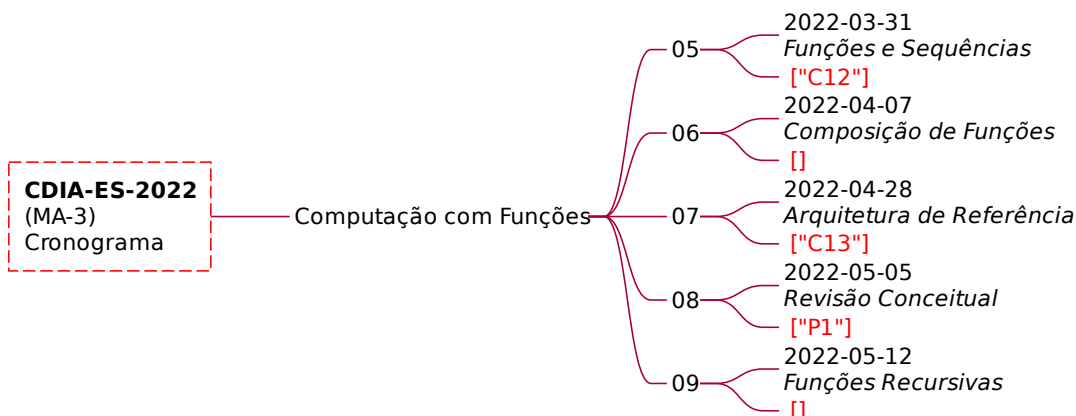 CDIA-ES-2022
(MA-3)
Cronograma
Computação com Funções
05
2022-03-31
Funções e Sequências
["C12"]
06
2022-04-07
Composição de Funções
[]
07
2022-04-28
Arquitetura de Referência
["C13"]
08
2022-05-05
Revisão Conceitual
["P1"]
09
2022-05-12
Funções Recursivas
[]